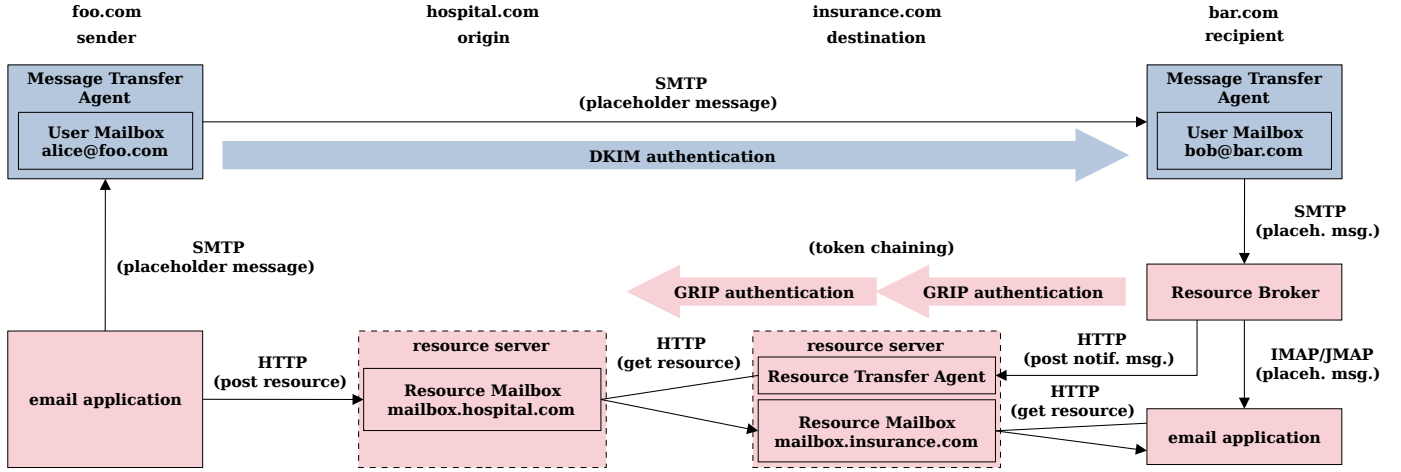 foo.com
sender
hospital.com
origin
insurance.com
destination
bar.com
recipient
Message Transfer
Agent
User Mailbox
alice@foo.com
SMTP
(placeholder message)
DKIM authentication
Message Transfer
Agent
User Mailbox
bob@bar.com
SMTP
(placeholder message)
(token chaining)
SMTP
(placeh. msg.)
GRIP authentication
GRIP authentication
Resource Broker
email application
HTTP
(post resource)
resource server
Resource Mailbox
mailbox.hospital.com
HTTP
(get resource)
resource server
Resource Transfer Agent
Resource Mailbox
mailbox.insurance.com
HTTP
(post notif. msg.)
HTTP
(get resource)
IMAP/JMAP
(placeh. msg.)
email application